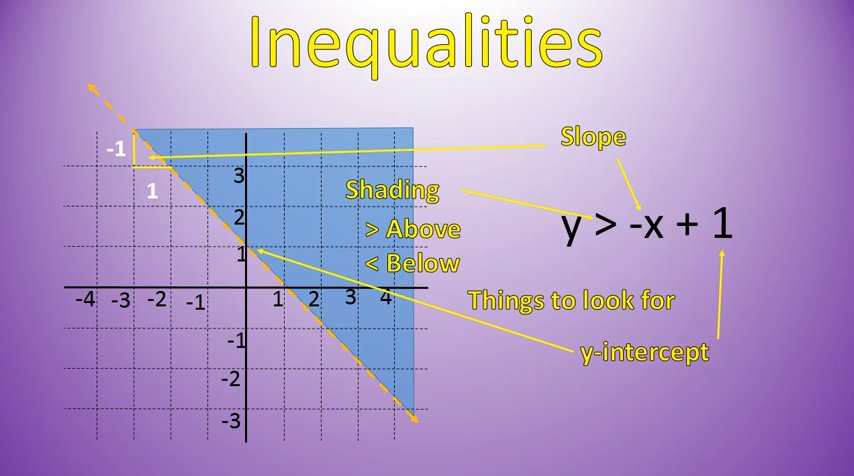 Inequalities
Slope
-1
1
3
Shading
2
> Above
y > -x + 1
1
< Below
-4 -3 -2 -1 1 2 3 4
Things to look for
-1
y-intercept
-2
-3